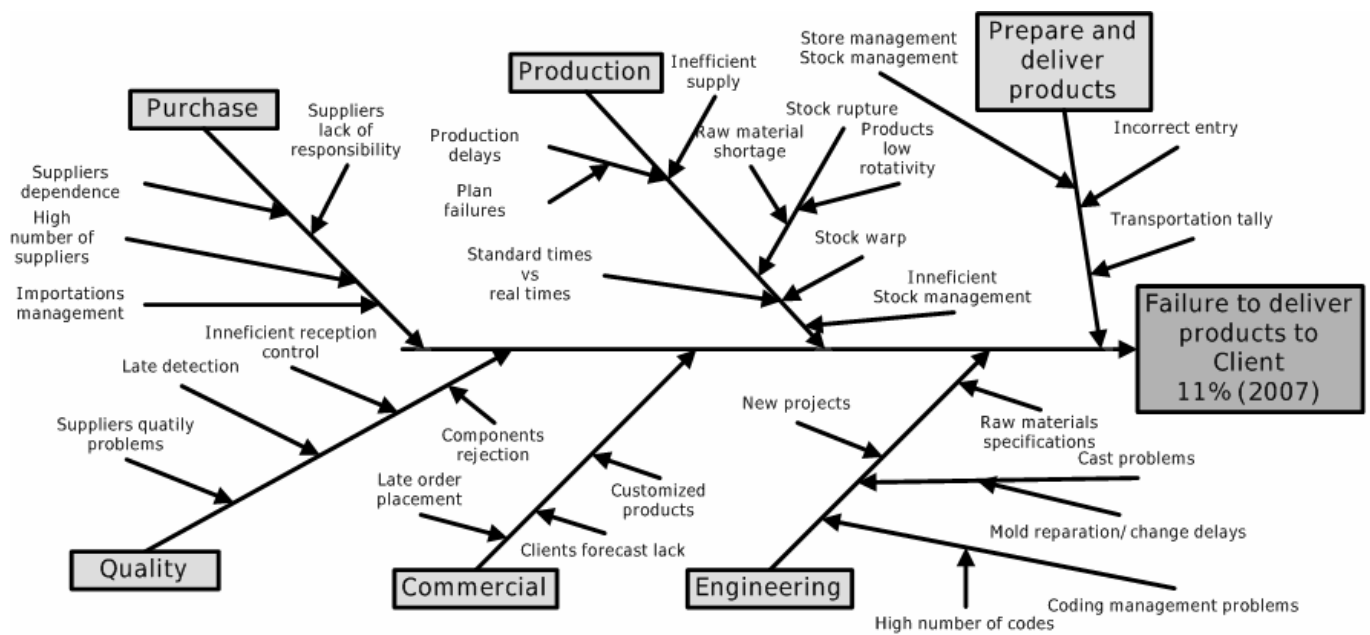 Purchase
Suppliers
lack of
responsibility
Suppliers
dependence
High
number of
suppliers
Importations
management
Production
Inefficient
supply
Production
delays
Plan
failures
Stock rupture
Raw material
shortage
Products
low
rotativity
Standard times
vs
real times
Stock warp
Inneficient
Stock management
Prepare and
deliver
products
Store management
Stock management
Incorrect entry
Transportation tally
Failure to deliver
products to
Client
11% (2007)
Quality
Inneficient reception
control
Late detection
Suppliers quatily
problems
Components
rejection
Commercial
Late order
placement
Customized
products
Clients forecast lack
Engineering
New projects
Raw materials
specifications
Cast problems
Mold reparation/ change delays
Coding management problems
High number of codes